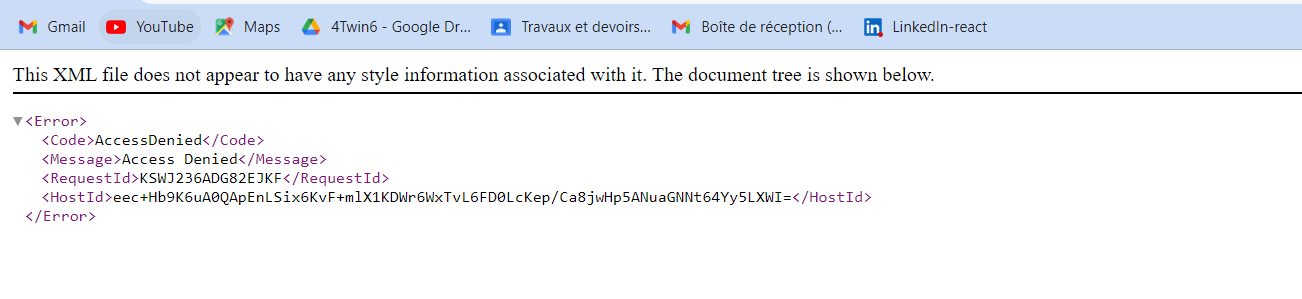 Gmail YouTube Maps 4Twin6 - Google Dr... Travaux et devoirs... Boîte de réception (... LinkedIn-react
This XML file does not appear to have any style information associated with it. The document tree is shown below.
▼<Error>
<Code>AccessDenied</Code>
<Message>Access Denied</Message>
<RequestId>KSWJ236ADG82EJKF</RequestId>
<HostId>eec+Hb9K6uA0QApEnLSix6KvF+mlX1KDWr6WxTvL6FD0LcKep/Ca8jwHp5ANuaGNNt64Yy5LXWI=</HostId>
</Error>